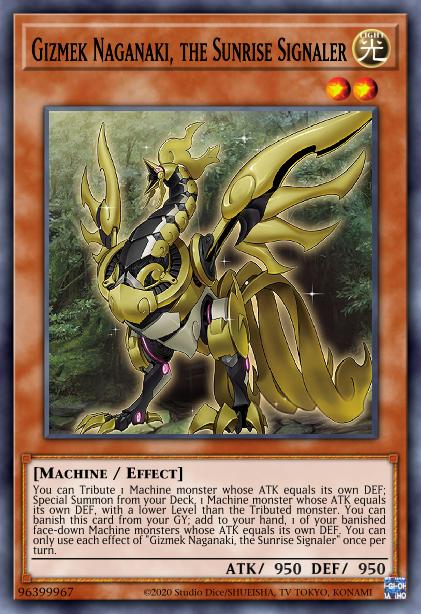 Gizmek Naganaki, the Sunrise Signaler
LIGHT
光
[Machine / Effect]
You can Tribute 1 Machine monster whose ATK equals its own DEF;
Special Summon from your Deck, 1 Machine monster whose ATK equals
its own DEF, with a lower Level than the Tributed monster. You can
banish this card from your GY; add to your hand, 1 of your banished
face-down Machine monsters whose ATK equals its own DEF. You can
only use each effect of "Gizmek Naganaki, the Sunrise Signaler" once per
turn.
ATK/ 950 DEF/ 950
96399967
©2020 Studio Dice/SHUEISHA, TV TOKYO, KONAMI